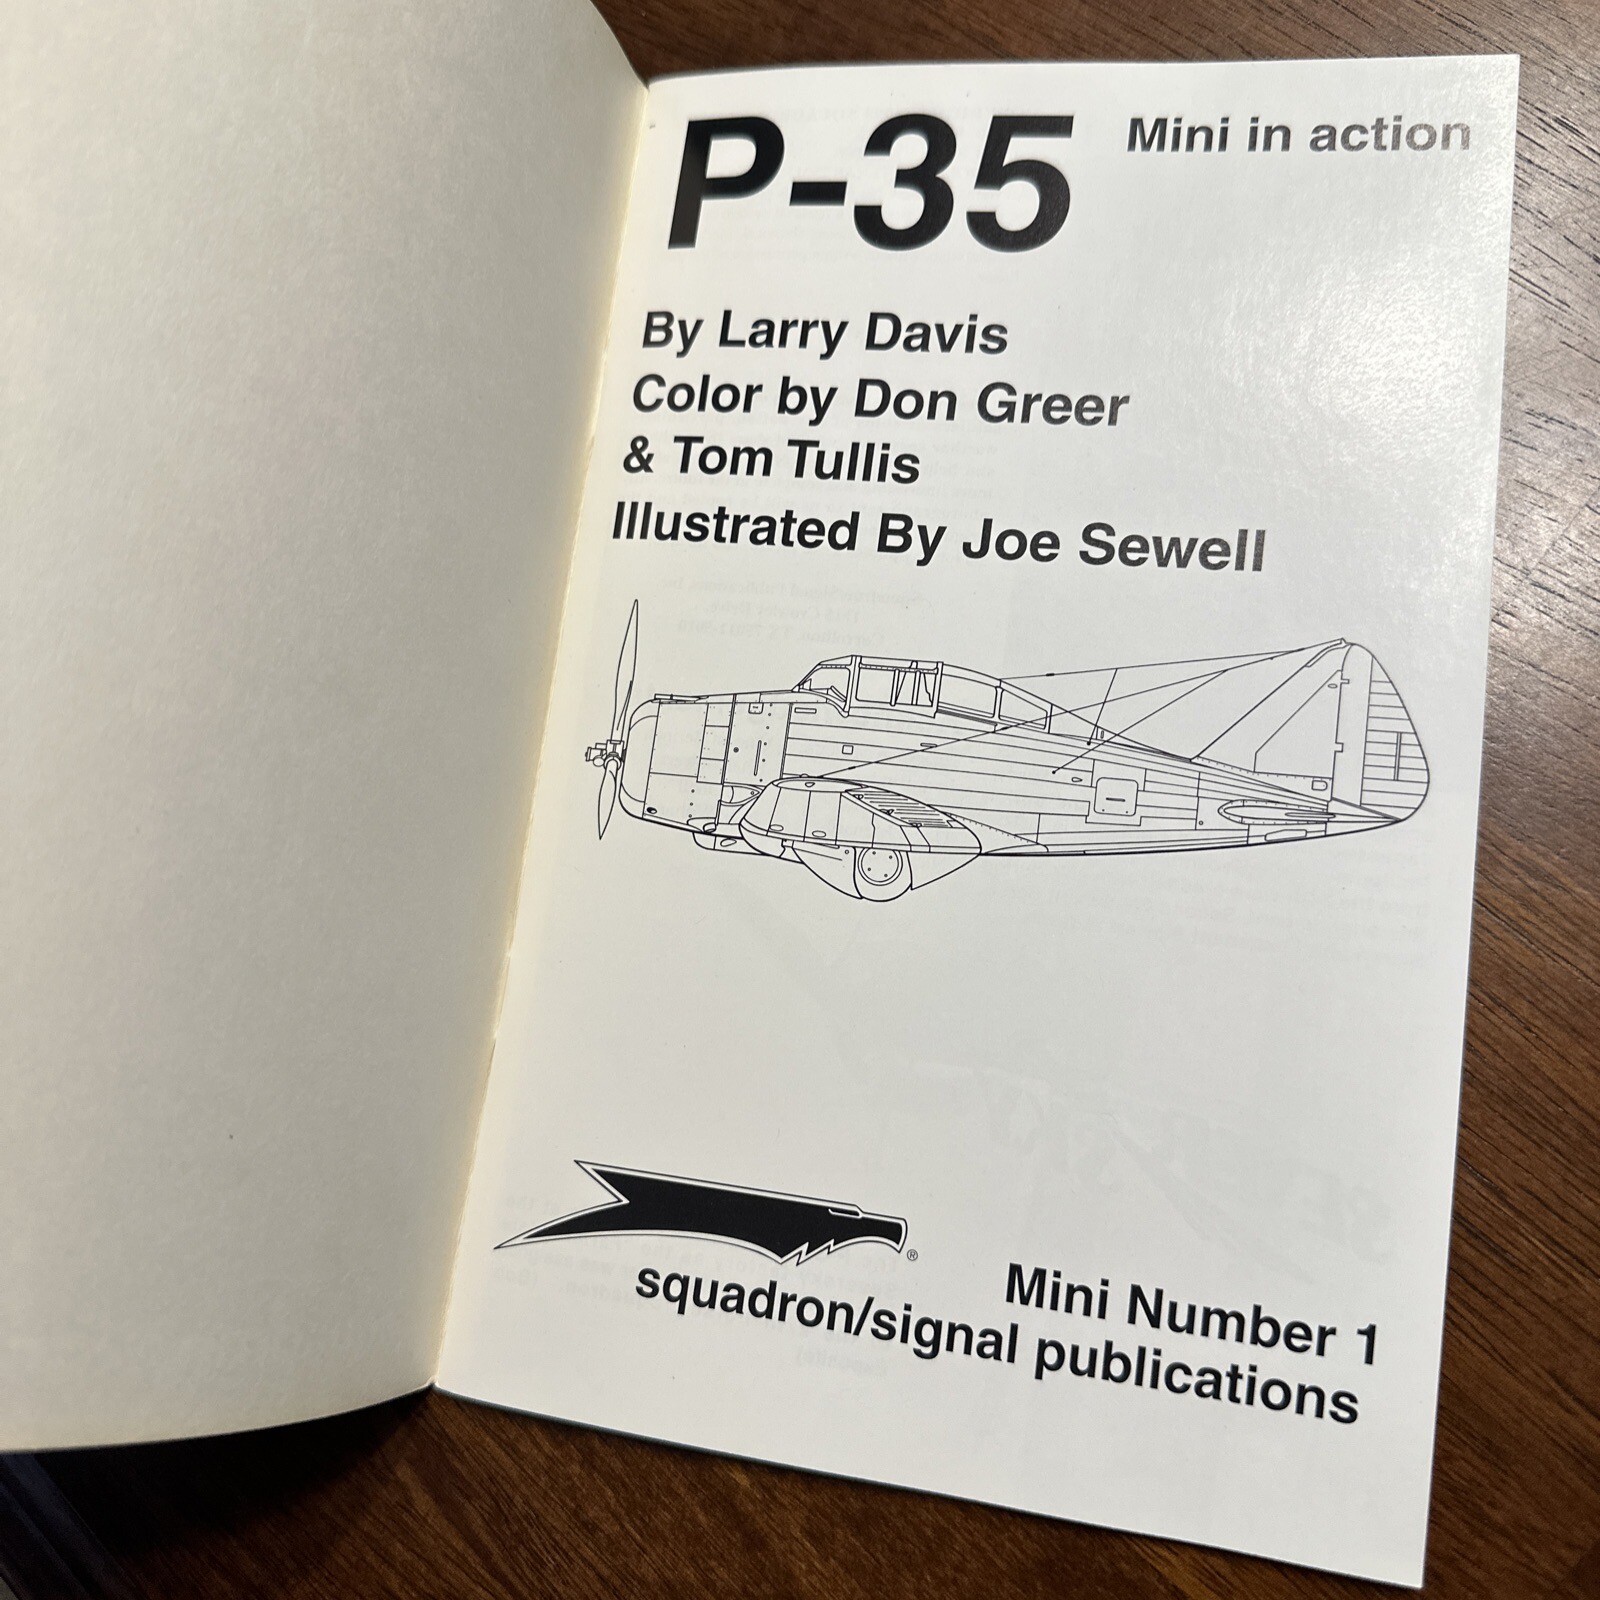 P-35 Mini in action
By Larry Davis
Color by Don Greer
& Tom Tullis
Illustrated By Joe Sewell
®
Mini Number 1
squadron/signal publications